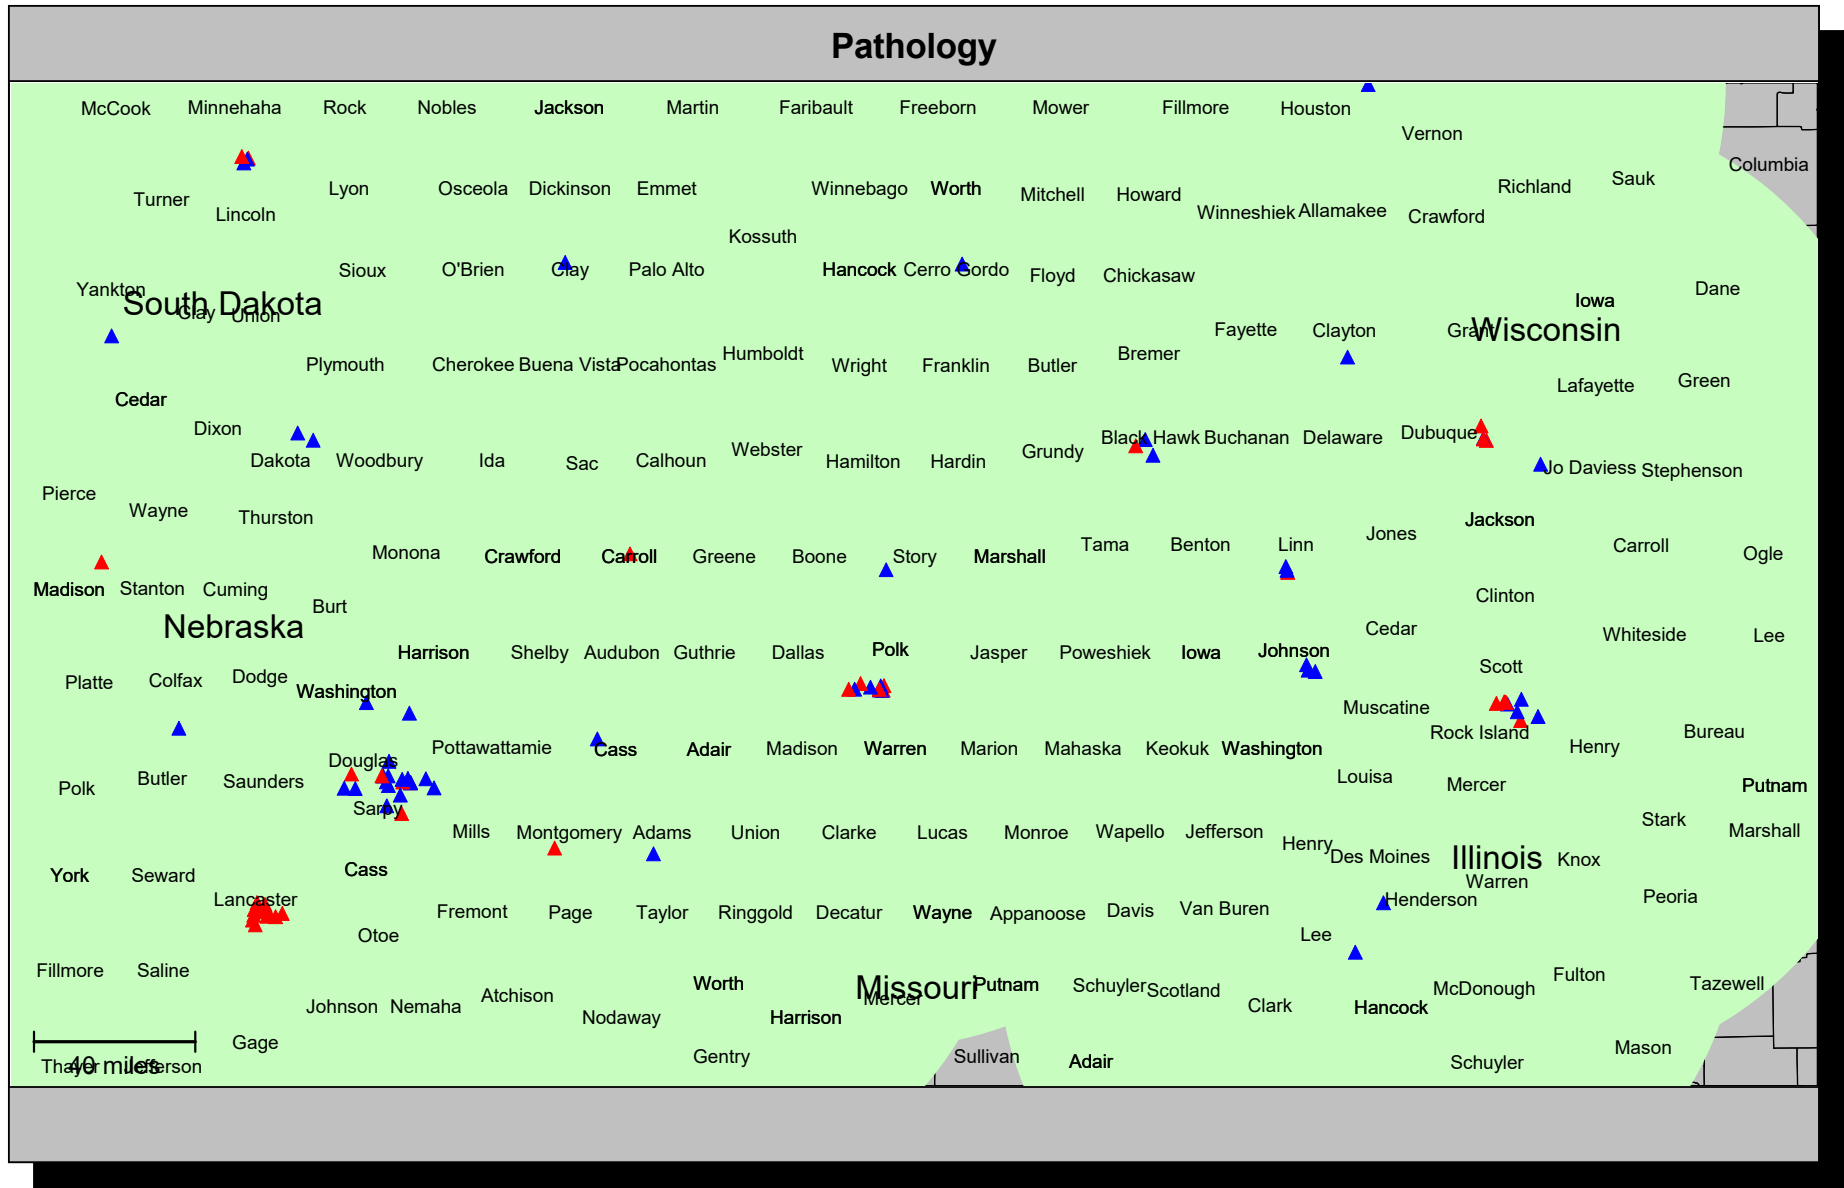 Pathology
McCook Minnehaha Rock Nobles Jackson Martin Faribault Freeborn Mower Fillmore Houston
Vernon
Columbia
Turner Lincoln Lyon Osceola Dickinson Emmet Winnebago Worth Mitchell Howard Winneshiek Allamakee Crawford Richland Sauk
Kossuth
Yankton Sioux O'Brien Clay Palo Alto Hancock Cerro Gordo Floyd Chickasaw Dane
South Dakota
Clay Union
Iowa
Wisconsin
Fayette Clayton Grant
Plymouth Cherokee Buena Vista Pocahontas Humboldt Wright Franklin Butler Bremer
Lafayette Green
Cedar
Dixon Black Hawk Buchanan Delaware Dubuque
Dakota Woodbury Ida Sac Calhoun Webster Hamilton Hardin Grundy Jo Daviess Stephenson
Pierce Wayne Thurston Jackson
Monona Crawford Carroll Greene Boone Story Marshall Tama Benton Linn Jones Carroll Ogle
Madison Stanton Cuming Burt Clinton
Nebraska
Cedar Whiteside Lee
Harrison Shelby Audubon Guthrie Dallas Polk Jasper Poweshiek Iowa Johnson Scott
Platte Colfax Dodge Washington
Muscatine
Rock Island Henry Bureau
Douglas Pottawattamie Cass Adair Madison Warren Marion Mahaska Keokuk Washington
Polk Butler Saunders Louisa Mercer Putnam
Sarpy
Mills Montgomery Adams Union Clarke Lucas Monroe Wapello Jefferson Henry Stark Marshall
Des Moines Illinois Knox
York Seward Cass Warren
Lancaster Henderson Peoria
Fremont Page Taylor Ringgold Decatur Wayne Appanoose Davis Van Buren
Otoe Lee
Fillmore Saline Fulton
Worth Missouri Putnam Schuyler Scotland McDonough Tazewell
Mercer
Johnson Nemaha Atchison Nodaway Harrison Clark Hancock
Gage Gentry Sullivan Adair Schuyler Mason
Thayer Jefferson
40 miles